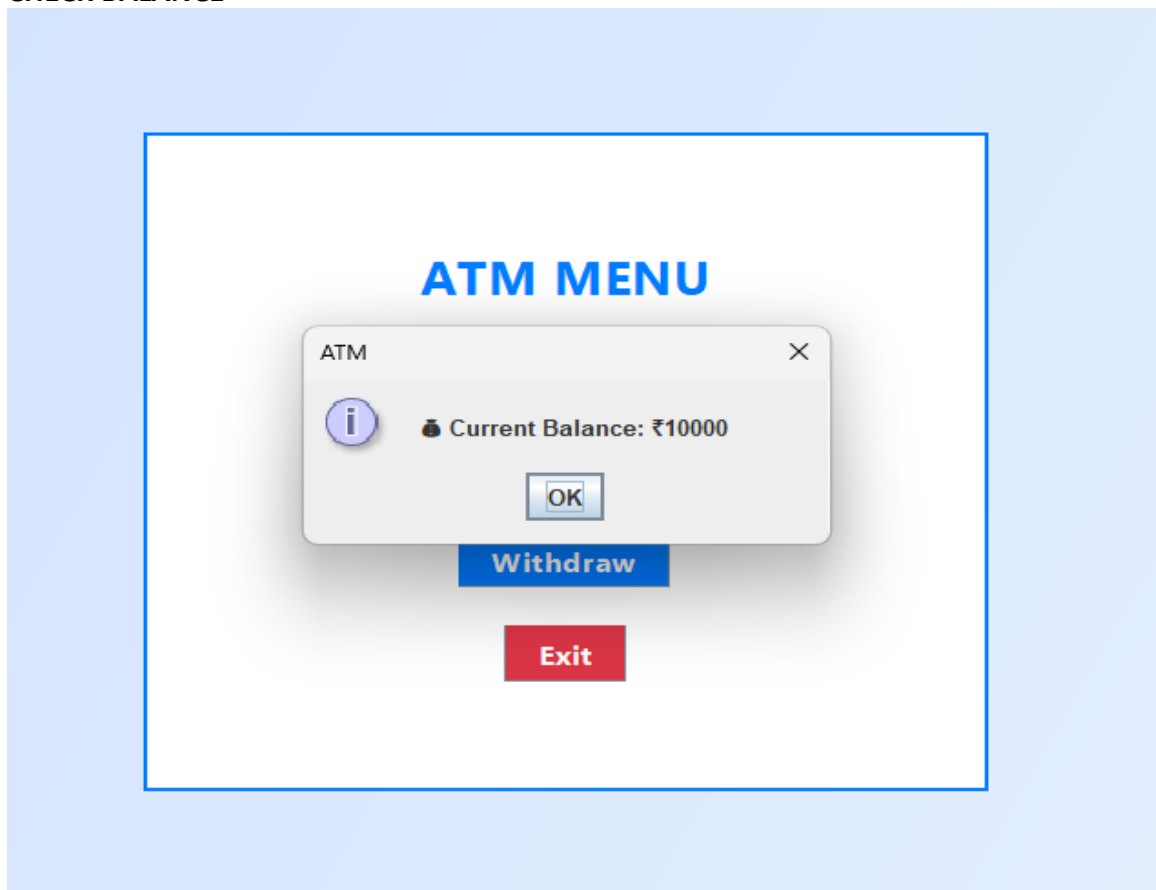 ATM MENU
ATM
💰 Current Balance: ₹10000
OK
Withdraw
Exit